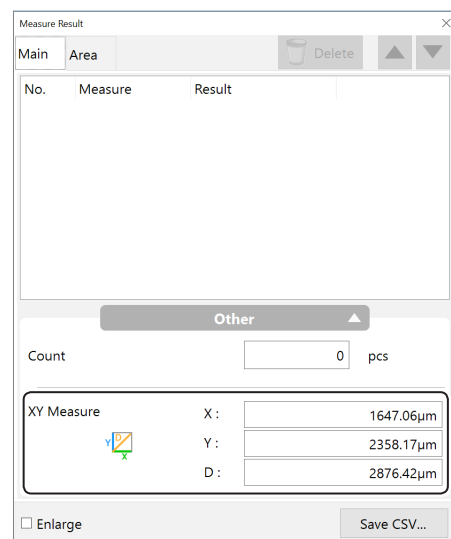 Measure Result
Main Area Delete
No. Measure Result
Other
Count 0 pcs
XY Measure X : 1647.06µm
Y D X Y : 2358.17µm
D : 2876.42µm
Enlarge Save CSV...